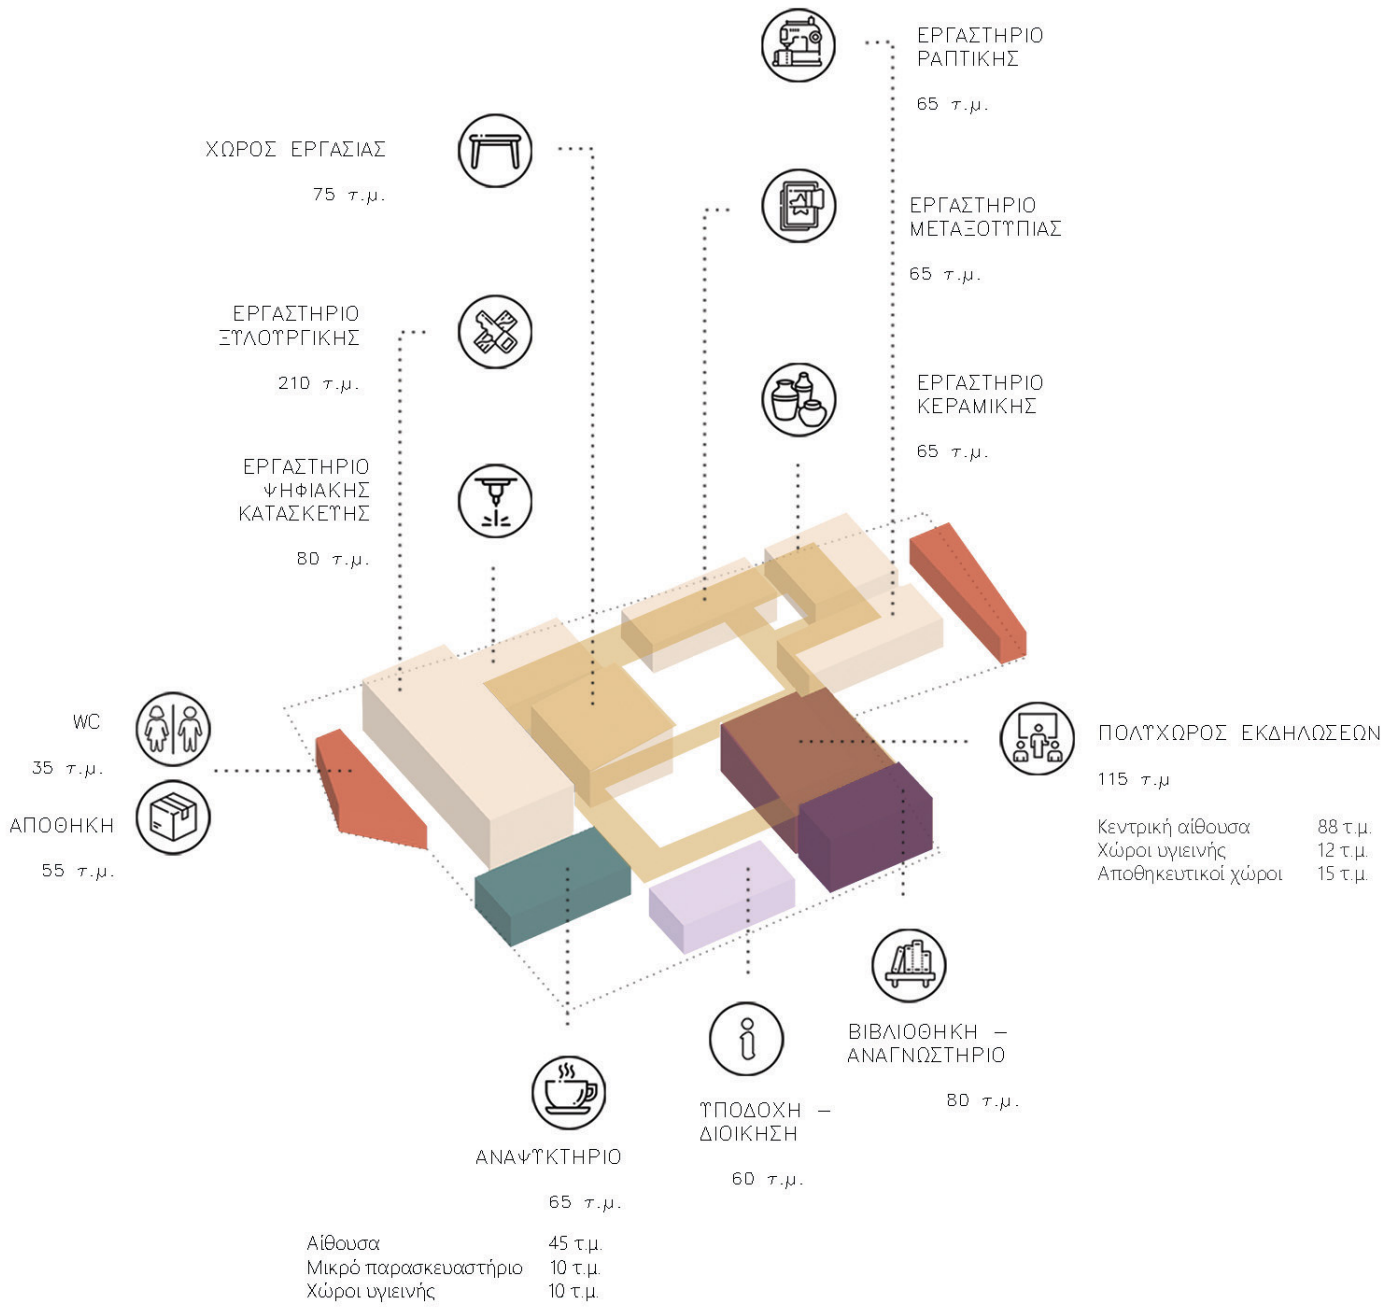 ΕΡΓΑΣΤΗΡΙΟ
ΡΑΠΤΙΚΗΣ
65 τ.μ.
ΧΩΡΟΣ ΕΡΓΑΣΙΑΣ
75 τ.μ.
ΕΡΓΑΣΤΗΡΙΟ
ΜΕΤΑΞΟΤΥΠΙΑΣ
65 τ.μ.
ΕΡΓΑΣΤΗΡΙΟ
ΞΥΛΟΥΡΓΙΚΗΣ
210 τ.μ.
ΕΡΓΑΣΤΗΡΙΟ
ΚΕΡΑΜΙΚΗΣ
65 τ.μ.
ΕΡΓΑΣΤΗΡΙΟ
ΨΗΦΙΑΚΗΣ
ΚΑΤΑΣΚΕΥΗΣ
80 τ.μ.
WC
35 τ.μ.
ΑΠΟΘΗΚΗ
55 τ.μ.
ΠΟΛΥΧΩΡΟΣ ΕΚΔΗΛΩΣΕΩΝ
115 τ.μ
Κεντρική αίθουσα 88 τ.μ.
Χώροι υγιεινής 12 τ.μ.
Αποθηκευτικοί χώροι 15 τ.μ.
ΒΙΒΛΙΟΘΗΚΗ –
ΑΝΑΓΝΩΣΤΗΡΙΟ
80 τ.μ.
ΥΠΟΔΟΧΗ –
ΔΙΟΙΚΗΣΗ
60 τ.μ.
ΑΝΑΨΥΚΤΗΡΙΟ
65 τ.μ.
Αίθουσα 45 τ.μ.
Μικρό παρασκευαστήριο 10 τ.μ.
Χώροι υγιεινής 10 τ.μ.